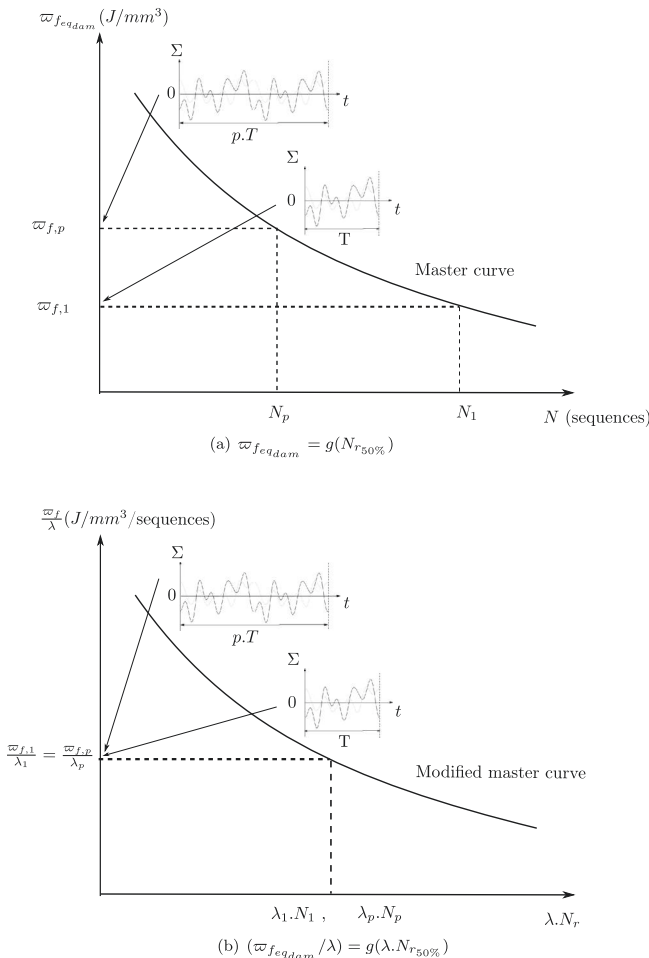 ϖ_{f_{eq_{dam}}}(J/mm³)
Σ
0
t
p.T
Σ
0
t
T
ϖ_{f,p}
Master curve
ϖ_{f,1}
N_p
N_1
N (sequences)
(a) ϖ_{f_{eq_{dam}}} = g(N_{r_{50%}})
ϖ_f/λ (J/mm³/sequences)
Σ
0
t
p.T
Σ
0
t
T
ϖ_{f,1}/λ_1 = ϖ_{f,p}/λ_p
Modified master curve
λ_1.N_1 , λ_p.N_p
λ.N_r
(b) (ϖ_{f_{eq_{dam}}}/λ) = g(λ.N_{r_{50%}})